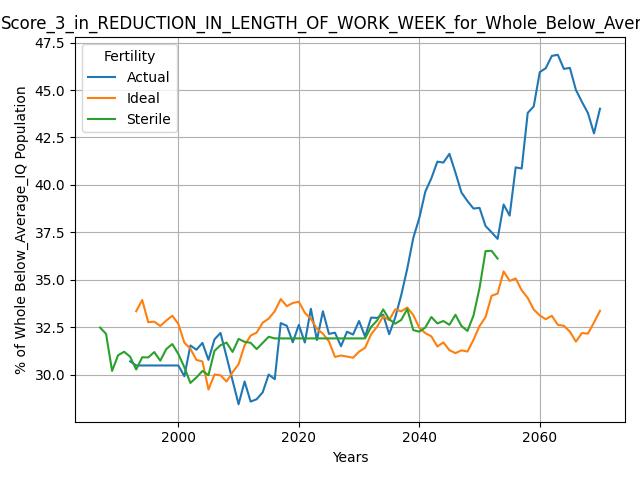 Score_3_in_REDUCTION_IN_LENGTH_OF_WORK_WEEK_for_Whole_Below_Aver
47.5
45.0
42.5
40.0
37.5
35.0
32.5
30.0
% of Whole Below_Average_IQ Population
Fertility
Actual
Ideal
Sterile
2000
2020
2040
2060
Years